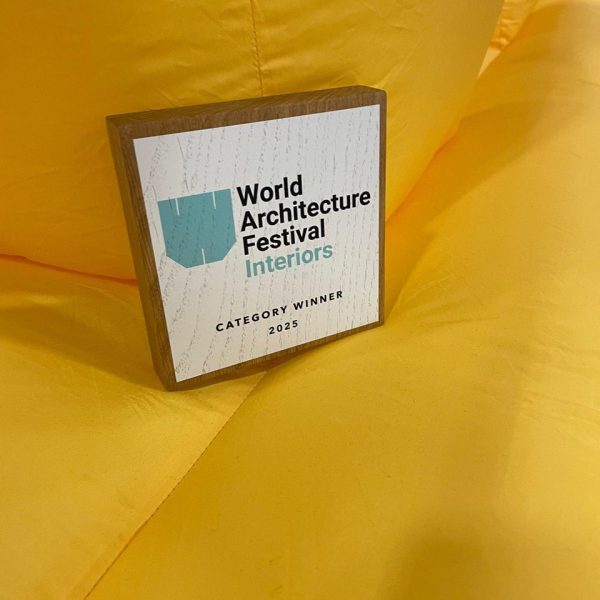 World
Architecture
Festival
Interiors
CATEGORY WINNER
2025